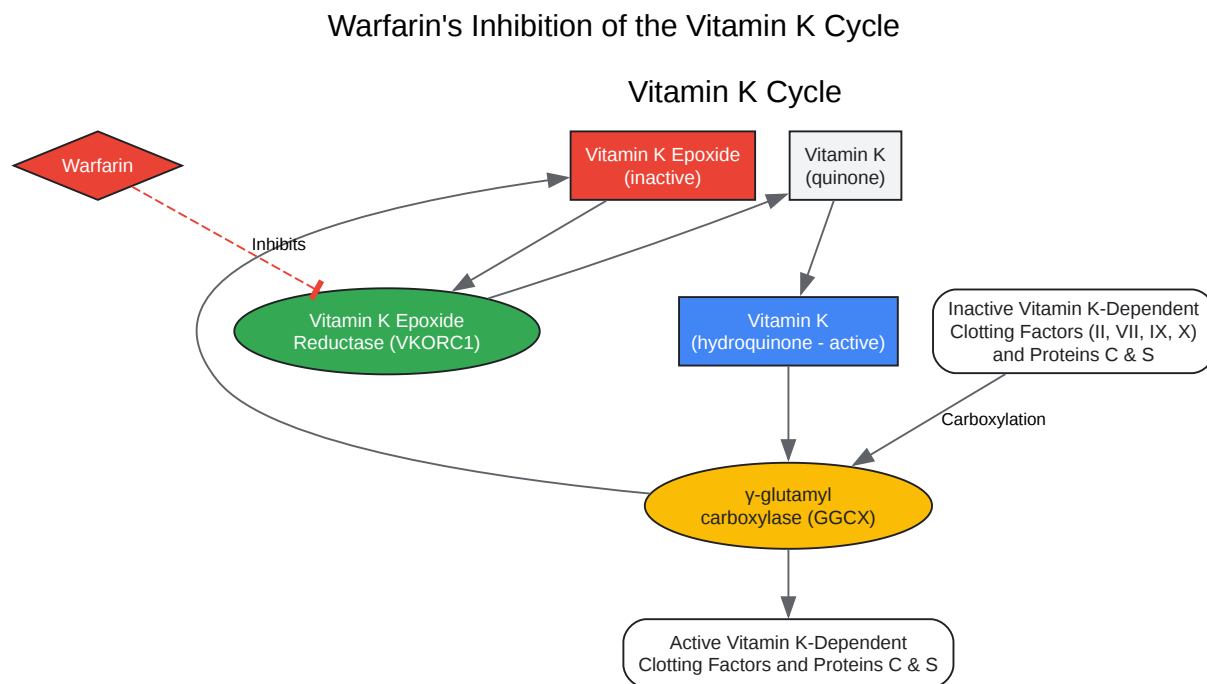 Warfarin's Inhibition of the Vitamin K Cycle
Vitamin K Cycle
Warfarin
Vitamin K Epoxide
(inactive)
Vitamin K
(quinone)
Inhibits
Vitamin K Epoxide
Reductase (VKORC1)
Vitamin K
(hydroquinone - active)
Inactive Vitamin K-Dependent
Clotting Factors (II, VII, IX, X)
and Proteins C & S
Carboxylation
γ-glutamyl
carboxylase (GGCX)
Active Vitamin K-Dependent
Clotting Factors and Proteins C & S